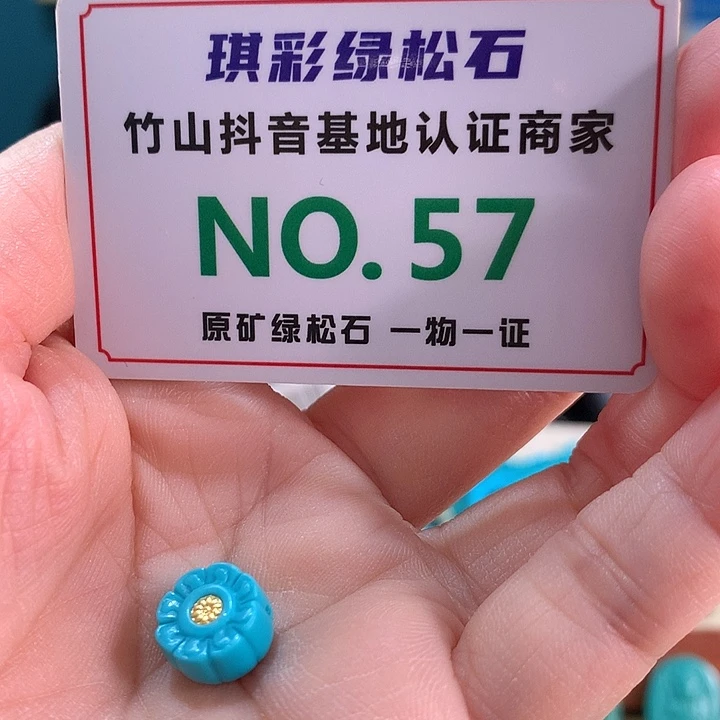 琪彩绿松石
竹山抖音基地认证商家
NO.57
原矿绿松石 一物一证